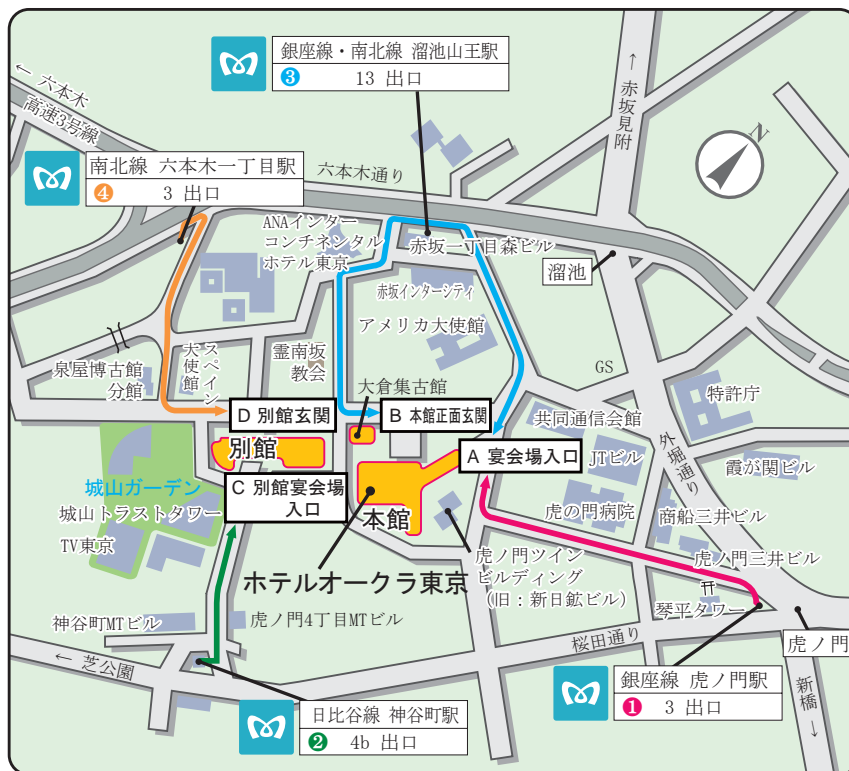 銀座線・南北線 溜池山王駅
❸ 13 出口
← 六本木
高速3号線
南北線 六本木一丁目駅
❹ 3 出口
六本木通り
→ 赤坂見附
N
ANAインター
コンチネンタル
ホテル東京
赤坂一丁目森ビル
溜池
赤坂インターシティ
アメリカ大使館
泉屋博古館
分館
スペイン
大使館
霊南坂
教会
大倉集古館
GS
特許庁
D 別館玄関
B 本館正面玄関
共同通信会館
外堀通り
別館
A 宴会場入口
JTビル
霞が関ビル
城山ガーデン
C 別館宴会場
入口
城山トラストタワー
本館
虎の門病院
商船三井ビル
TV東京
虎ノ門ツイン
ビルディング
(旧:新日鉱ビル)
虎ノ門三井ビル
ホテルオークラ東京
琴平タワー
神谷町MTビル
虎ノ門4丁目MTビル
桜田通り
虎ノ門
← 芝公園
銀座線 虎ノ門駅
❶ 3 出口
新橋 →
日比谷線 神谷町駅
❷ 4b 出口